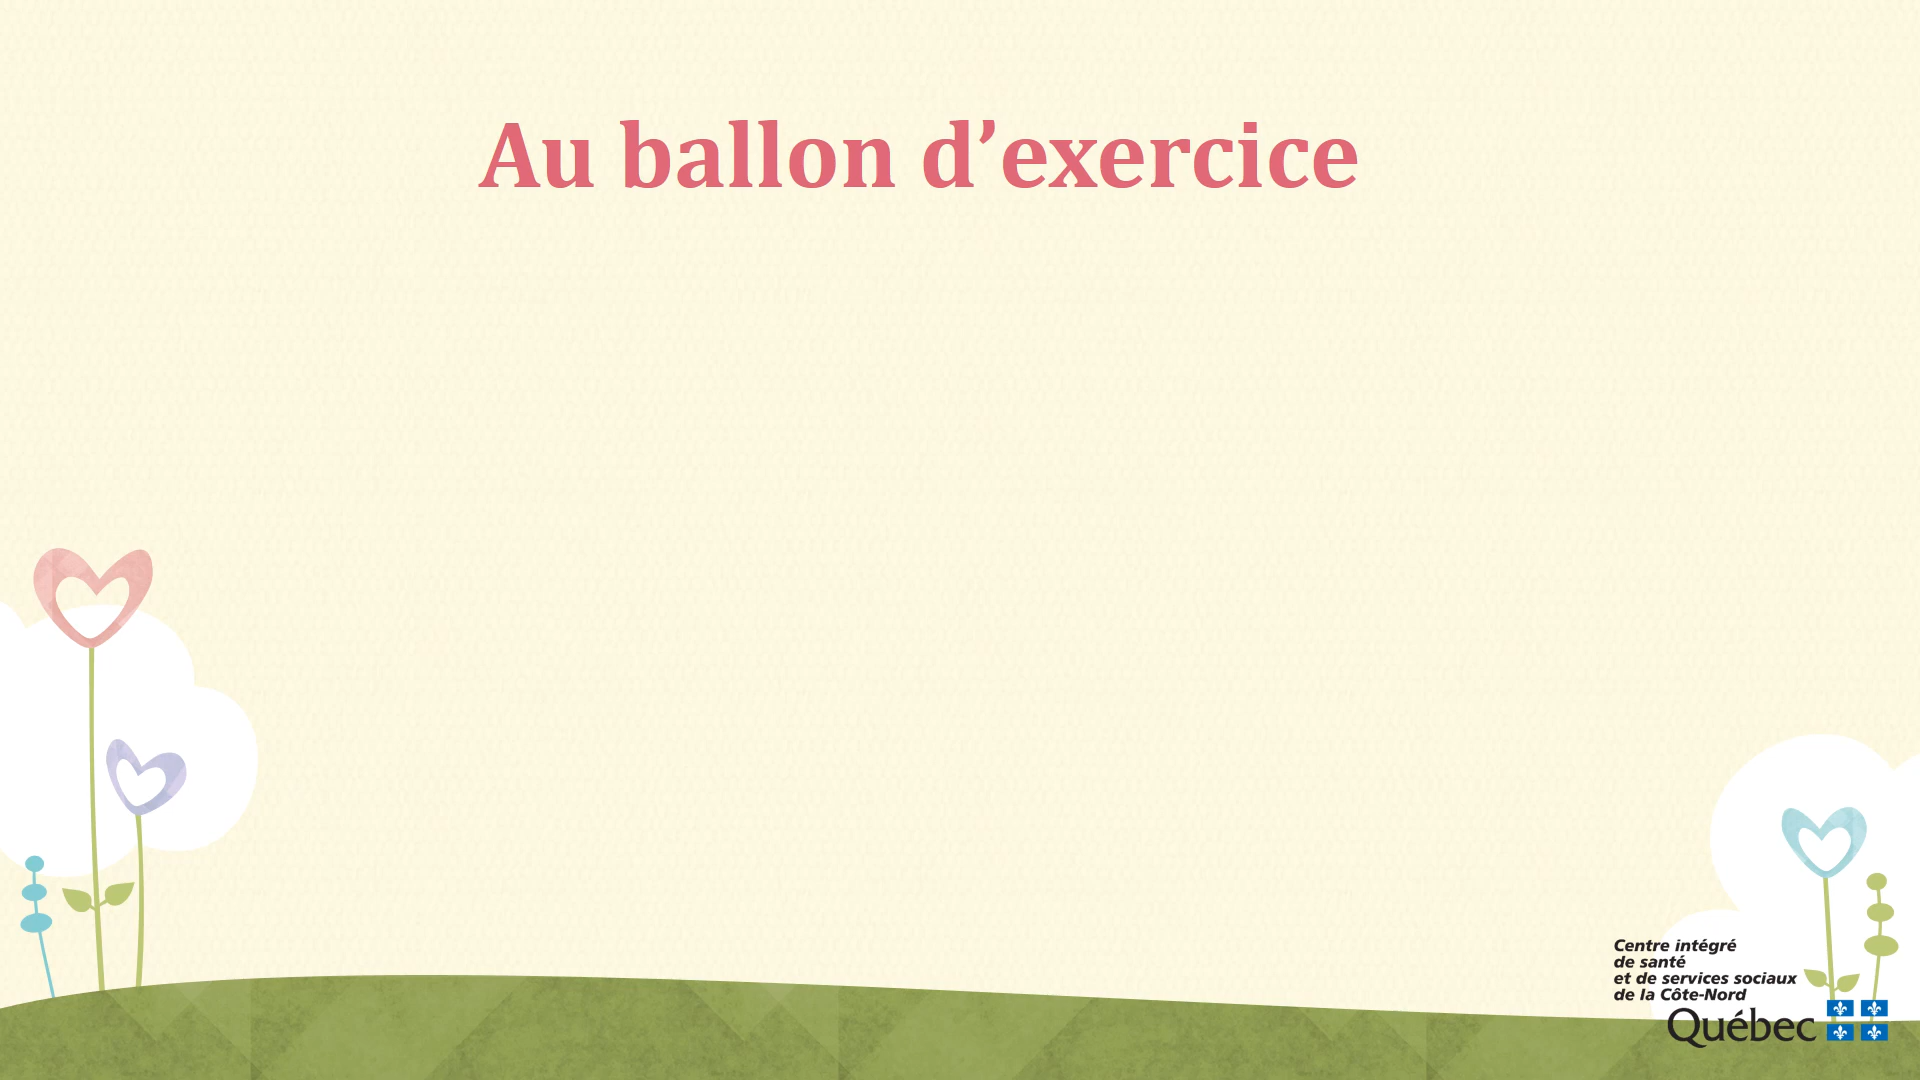 Au ballon d’exercice
Centre intégré
de santé
et de services sociaux
de la Côte-Nord
Québec